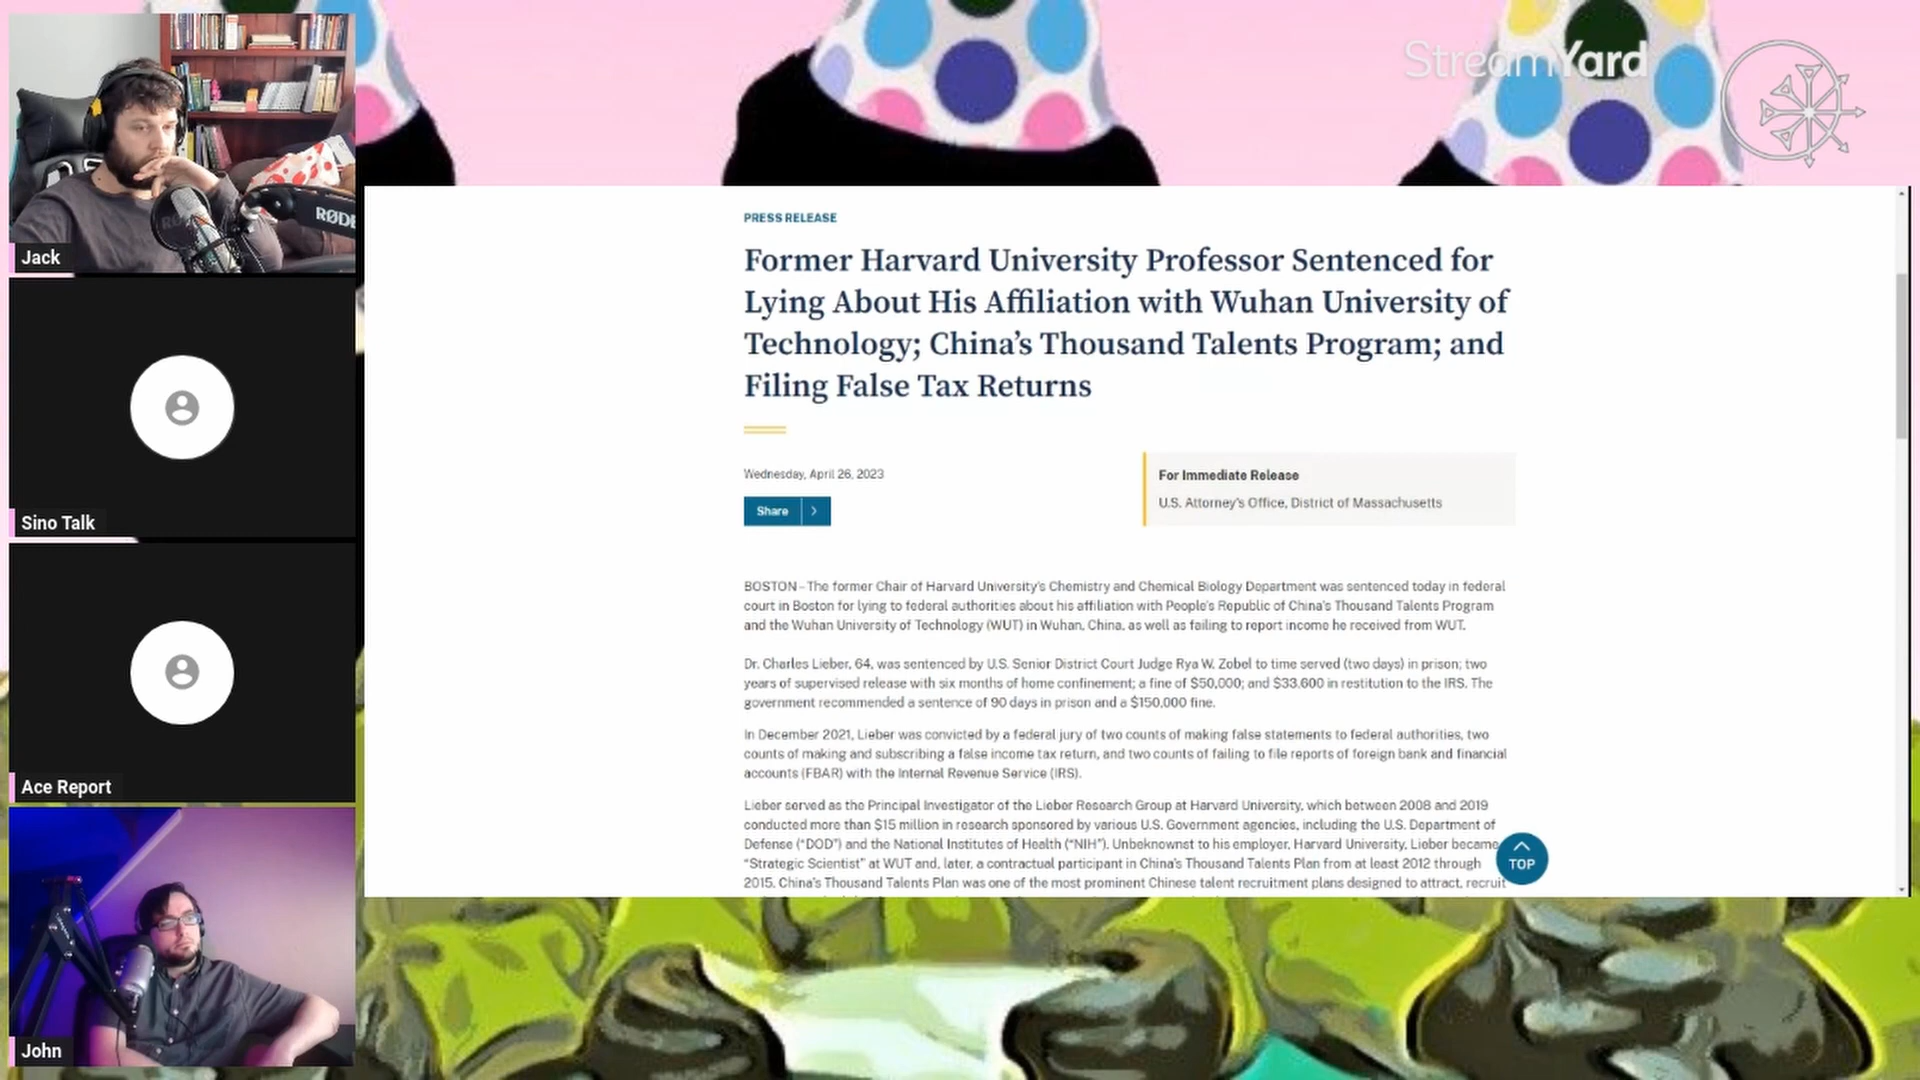 StreamYard
RØDE
Jack
Sino Talk
Ace Report
John
PRESS RELEASE
Former Harvard University Professor Sentenced for
Lying About His Affiliation with Wuhan University of
Technology; China’s Thousand Talents Program; and
Filing False Tax Returns
Wednesday, April 26, 2023
Share
For Immediate Release
U.S. Attorney's Office, District of Massachusetts
BOSTON – The former Chair of Harvard University’s Chemistry and Chemical Biology Department was sentenced today in federal
court in Boston for lying to federal authorities about his affiliation with People’s Republic of China’s Thousand Talents Program
and the Wuhan University of Technology (WUT) in Wuhan, China, as well as failing to report income he received from WUT.
Dr. Charles Lieber, 64, was sentenced by U.S. Senior District Court Judge Rya W. Zobel to time served (two days) in prison; two
years of supervised release with six months of home confinement; a fine of $50,000; and $33,600 in restitution to the IRS. The
government recommended a sentence of 90 days in prison and a $150,000 fine.
In December 2021, Lieber was convicted by a federal jury of two counts of making false statements to federal authorities, two
counts of making and subscribing a false income tax return, and two counts of failing to file reports of foreign bank and financial
accounts (FBAR) with the Internal Revenue Service (IRS).
Lieber served as the Principal Investigator of the Lieber Research Group at Harvard University, which between 2008 and 2019
conducted more than $15 million in research sponsored by various U.S. Government agencies, including the U.S. Department of
Defense (“DOD”) and the National Institutes of Health (“NIH”). Unbeknownst to his employer, Harvard University, Lieber became
“Strategic Scientist” at WUT and, later, a contractual participant in China’s Thousand Talents Plan from at least 2012 through
2015. China’s Thousand Talents Plan was one of the most prominent Chinese talent recruitment plans designed to attract, recruit
TOP